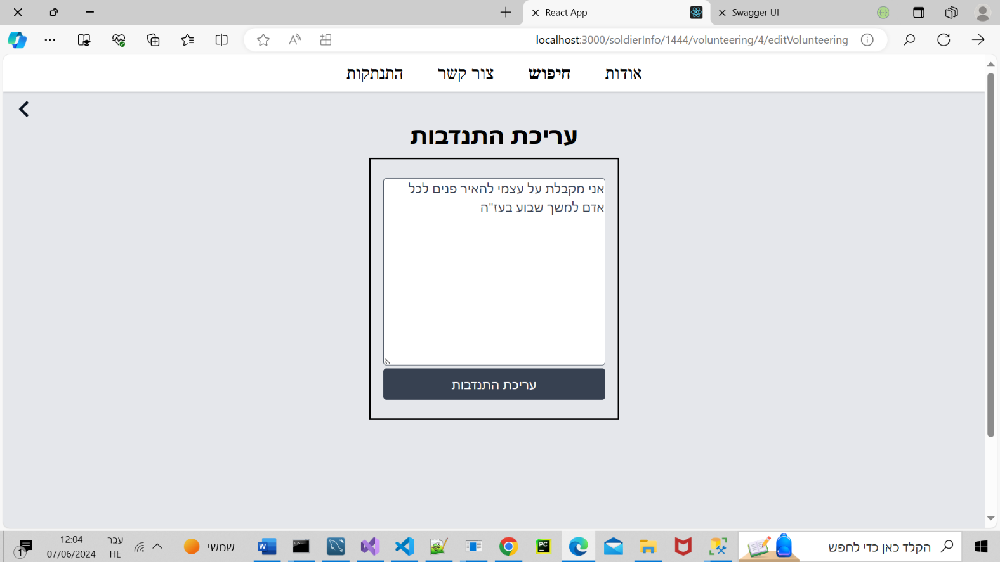 React App
Swagger UI
localhost:3000/soldierInfo/1444/volunteering/4/editVolunteering
אודות
חיפוש
צור קשר
התנתקות
עריכת התנדבות
אני מקבלת על עצמי להאיר פנים לכל
אדם למשך שבוע בעז"ה
עריכת התנדבות
הקלד כאן כדי לחפש
PC
שמשי
עבר
HE
12:04
07/06/2024
1